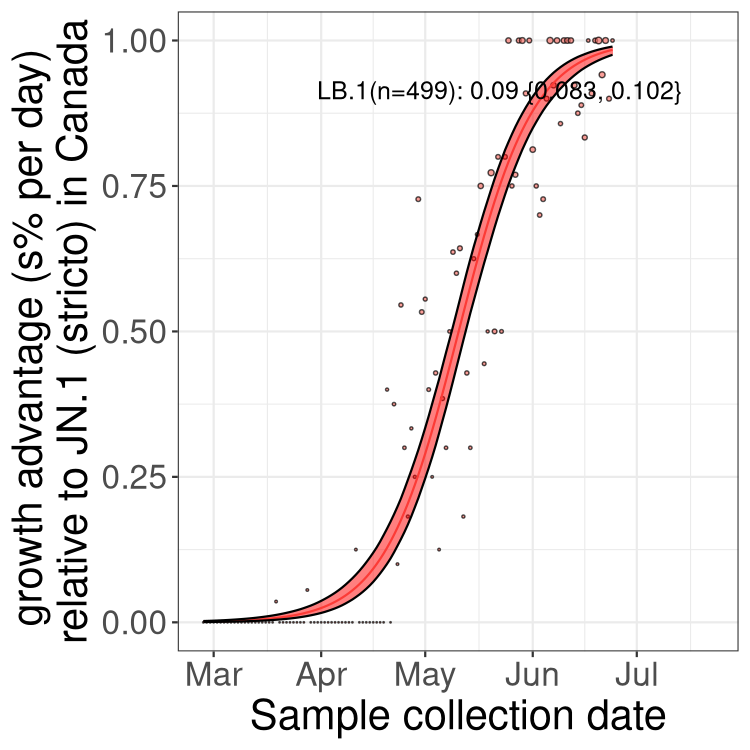 growth advantage (s% per day)
relative to JN.1 (stricto) in Canada
1.00
0.75
0.50
0.25
0.00
LB.1(n=499): 0.09 {0.083, 0.102}
Mar Apr May Jun Jul
Sample collection date